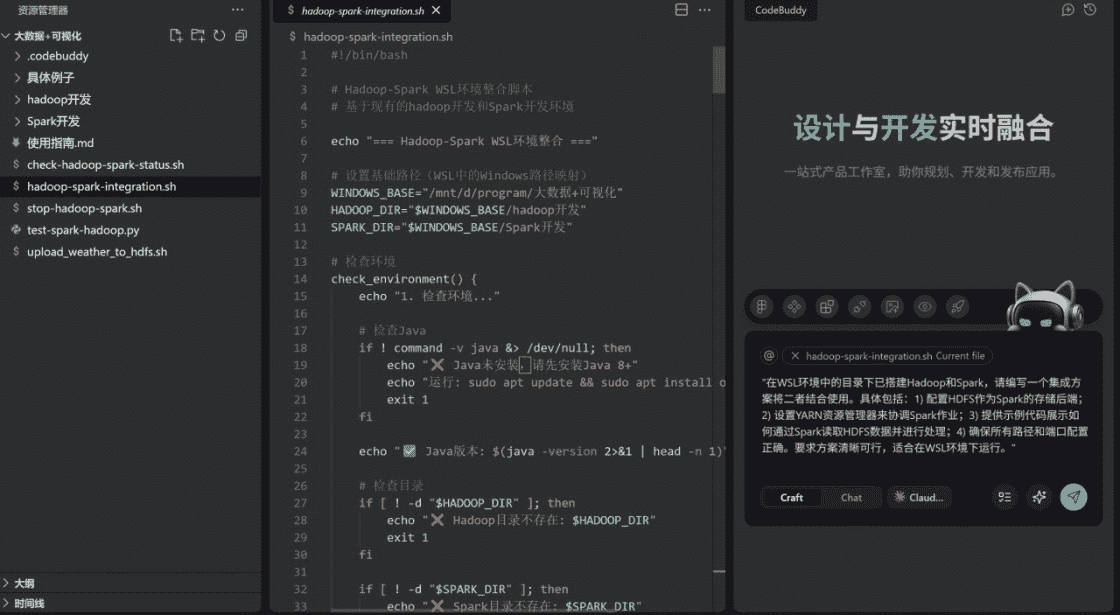 资源管理器
大数据+可视化
.codebuddy
具体例子
hadoop开发
Spark开发
使用指南.md
check-hadoop-spark-status.sh
hadoop-spark-integration.sh
stop-hadoop-spark.sh
test-spark-hadoop.py
upload_weather_to_hdfs.sh
大纲
时间线
$ hadoop-spark-integration.sh
$ hadoop-spark-integration.sh
1 #!/bin/bash
2
3 # Hadoop-Spark WSL环境整合脚本
4 # 基于现有的hadoop开发和Spark开发环境
5
6 echo "=== Hadoop-Spark WSL环境整合 ==="
7
8 # 设置基础路径（WSL中的Windows路径映射）
9 WINDOWS_BASE="/mnt/d/program/大数据+可视化"
10 HADOOP_DIR="$WINDOWS_BASE/hadoop开发"
11 SPARK_DIR="$WINDOWS_BASE/Spark开发"
12
13 # 检查环境
14 check_environment() {
15 echo "1. 检查环境..."
16
17 # 检查Java
18 if ! command -v java &> /dev/null; then
19 echo "❌ Java未安装，请先安装Java 8+"
20 echo "运行: sudo apt update && sudo apt install o
21 exit 1
22 fi
23
24 echo "✅ Java版本: $(java -version 2>&1 | head -n 1)"
25
26 # 检查目录
27 if [ ! -d "$HADOOP_DIR" ]; then
28 echo "❌ Hadoop目录不存在: $HADOOP_DIR"
29 exit 1
30 fi
31
32 if [ ! -d "$SPARK_DIR" ]; then
33 echo "❌ Spark目录不存在: $SPARK_DIR"
CodeBuddy
设计与开发实时融合
一站式产品工作室，助你规划、开发和发布应用。
@ × hadoop-spark-integration.sh Current file
"在WSL环境中的目录下已搭建Hadoop和Spark，请编写一个集成方
案将二者结合使用。具体包括：1) 配置HDFS作为Spark的存储后端；
2) 设置YARN资源管理器来协调Spark作业；3) 提供示例代码展示如
何通过Spark读取HDFS数据并进行处理；4) 确保所有路径和端口配置
正确。要求方案清晰可行，适合在WSL环境下运行。"
Craft Chat Claud...